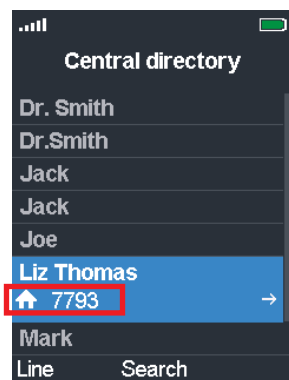 Central directory
Dr. Smith
Dr.Smith
Jack
Jack
Joe
Liz Thomas
7793
Mark
Line Search